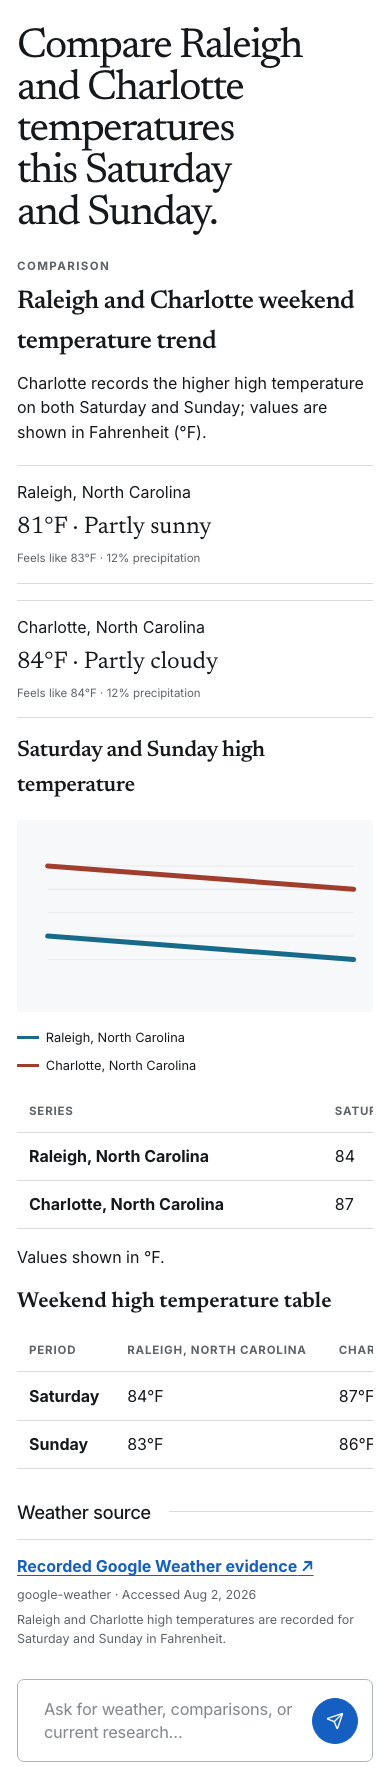 Compare Raleigh
and Charlotte
temperatures
this Saturday
and Sunday.
COMPARISON
Raleigh and Charlotte weekend
temperature trend
Charlotte records the higher high temperature
on both Saturday and Sunday; values are
shown in Fahrenheit (°F).
Raleigh, North Carolina
81°F · Partly sunny
Feels like 83°F · 12% precipitation
Charlotte, North Carolina
84°F · Partly cloudy
Feels like 84°F · 12% precipitation
Saturday and Sunday high
temperature
Raleigh, North Carolina
Charlotte, North Carolina
SERIES
Raleigh, North Carolina 84
Charlotte, North Carolina 87
Values shown in °F.
Weekend high temperature table
PERIOD RALEIGH, NORTH CAROLINA
Saturday 84°F 87°F
Sunday 83°F 86°F
Weather source
Recorded Google Weather evidence ↗
google-weather · Accessed Aug 2, 2026
Raleigh and Charlotte high temperatures are recorded for
Saturday and Sunday in Fahrenheit.
Ask for weather, comparisons, or
current research...